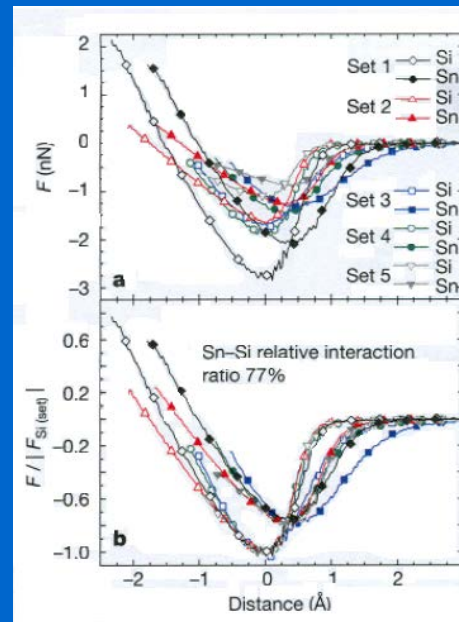 2
1
0
−1
−2
−3
F (nN)
Set 1
Si
Sn
Set 2
Si
Sn
Set 3
Si
Sn
Set 4
Si
Sn
Set 5
Si
Sn
a
0.6
0.2
−0.2
−0.6
−1.0
F / | F Si (set) |
Sn–Si relative interaction
ratio 77%
b
−2
−1
0
1
2
Distance (Å)